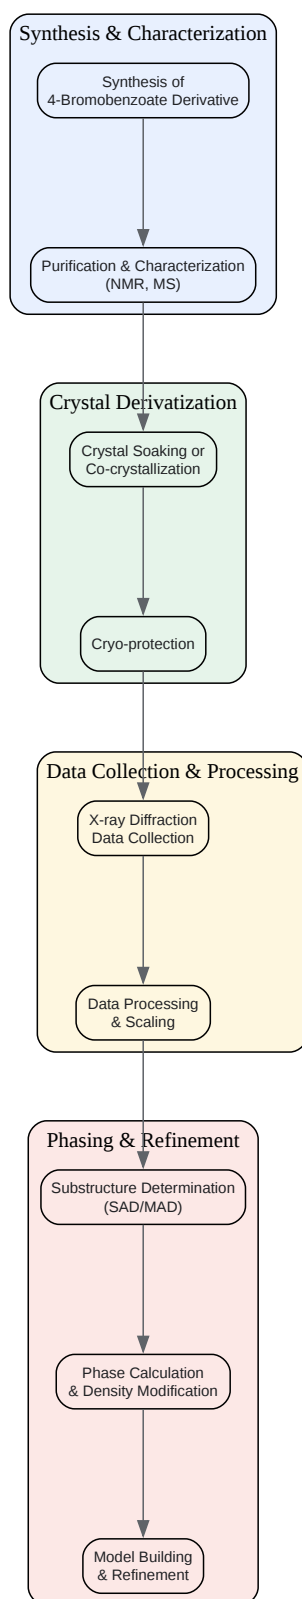 Synthesis & Characterization
Synthesis of
4-Bromobenzoate Derivative
Purification & Characterization
(NMR, MS)
Crystal Derivatization
Crystal Soaking or
Co-crystallization
Cryo-protection
Data Collection & Processing
X-ray Diffraction
Data Collection
Data Processing
& Scaling
Phasing & Refinement
Substructure Determination
(SAD/MAD)
Phase Calculation
& Density Modification
Model Building
& Refinement